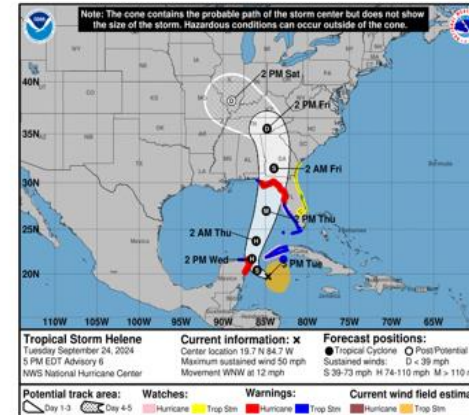 Note: The cone contains the probable path of the storm center but does not show
the size of the storm. Hazardous conditions can occur outside of the cone.
NOAA
2 PM Sat
D
2 PM Fri
D
40N
35N
2 AM Fri
S
30N
2 PM Thu
M
2 AM Thu
H
25N
2 PM Wed
H
5 PM Tue
S
20N
Bermuda
Mexico
Mexico
Cuba
Jamaica
110W 105W 100W 95W 90W 85W 80W 75W 70W 65W
Tropical Storm Helene
Tuesday September 24, 2024
5 PM EDT Advisory 6
NWS National Hurricane Center
Current information: x
Center location 19.7 N 84.7 W
Maximum sustained wind 50 mph
Movement WNW at 12 mph
Forecast positions:
Tropical Cyclone Post/Potential
Sustained winds: D < 39 mph
S 39-73 mph H 74-110 mph M > 110 m
Potential track area:
Day 1-3 Day 4-5
Watches:
Hurricane Trop Stm
Warnings:
Hurricane Trop Stm
Current wind field estim
Hurricane Trop Stm